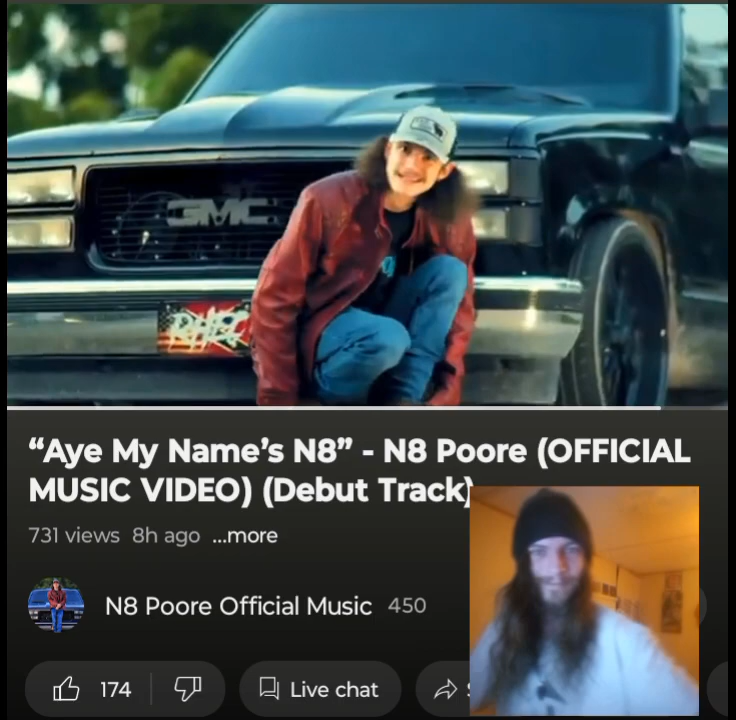 GMC
“Aye My Name’s N8” - N8 Poore (OFFICIAL
MUSIC VIDEO) (Debut Track)
731 views 8h ago ...more
N8 Poore Official Music 450
174
Live chat